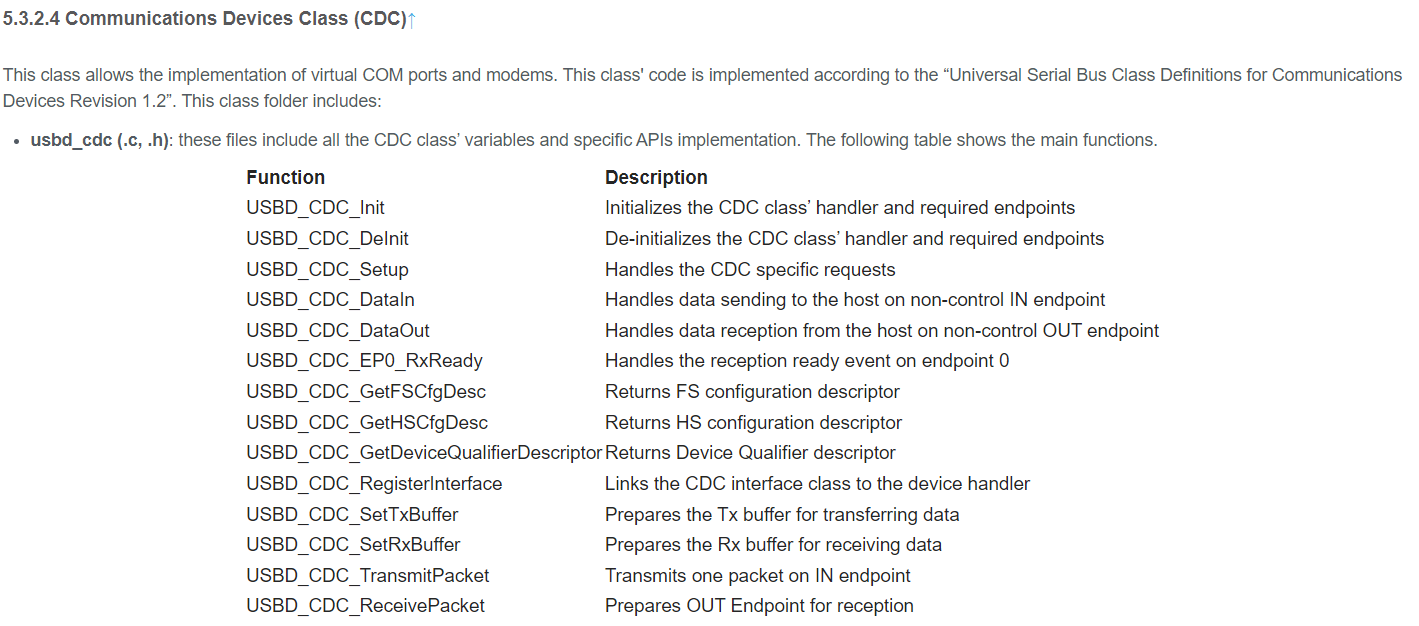 5.3.2.4 Communications Devices Class (CDC)↑
This class allows the implementation of virtual COM ports and modems. This class' code is implemented according to the “Universal Serial Bus Class Definitions for Communications
Devices Revision 1.2”. This class folder includes:
• usbd_cdc (.c, .h): these files include all the CDC class’ variables and specific APIs implementation. The following table shows the main functions.
Function Description
USBD_CDC_Init Initializes the CDC class’ handler and required endpoints
USBD_CDC_DeInit De-initializes the CDC class’ handler and required endpoints
USBD_CDC_Setup Handles the CDC specific requests
USBD_CDC_DataIn Handles data sending to the host on non-control IN endpoint
USBD_CDC_DataOut Handles data reception from the host on non-control OUT endpoint
USBD_CDC_EP0_RxReady Handles the reception ready event on endpoint 0
USBD_CDC_GetFSCfgDesc Returns FS configuration descriptor
USBD_CDC_GetHSCfgDesc Returns HS configuration descriptor
USBD_CDC_GetDeviceQualifierDescriptor Returns Device Qualifier descriptor
USBD_CDC_RegisterInterface Links the CDC interface class to the device handler
USBD_CDC_SetTxBuffer Prepares the Tx buffer for transferring data
USBD_CDC_SetRxBuffer Prepares the Rx buffer for receiving data
USBD_CDC_TransmitPacket Transmits one packet on IN endpoint
USBD_CDC_ReceivePacket Prepares OUT Endpoint for reception